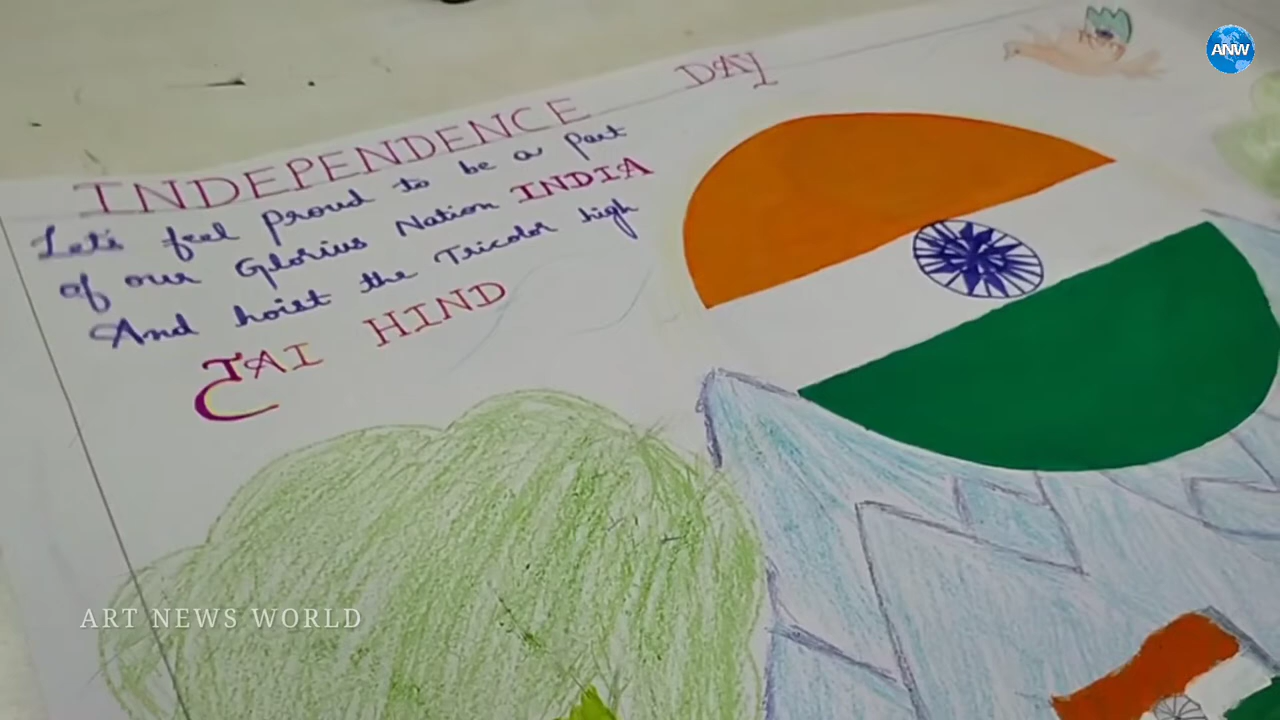 ANW
INDEPENDENCE DAY
Let's feel Proud to be a Part
of our Glorius Nation INDIA
And hoist the Tricolor high
JAI HIND
ART NEWS WORLD